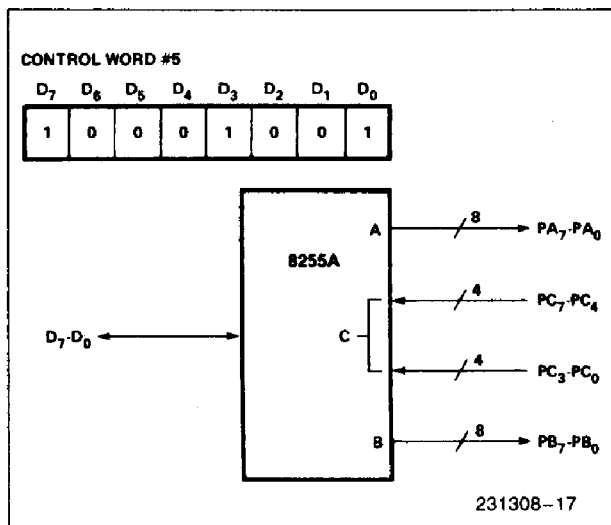 CONTROL WORD #5
D7 D6 D5 D4 D3 D2 D1 D0
1 0 0 0 1 0 0 1
A 8 PA7-PA0
8255A
4 PC7-PC4
D7-D0 C
4 PC3-PC0
B 8 PB7-PB0
231308-17